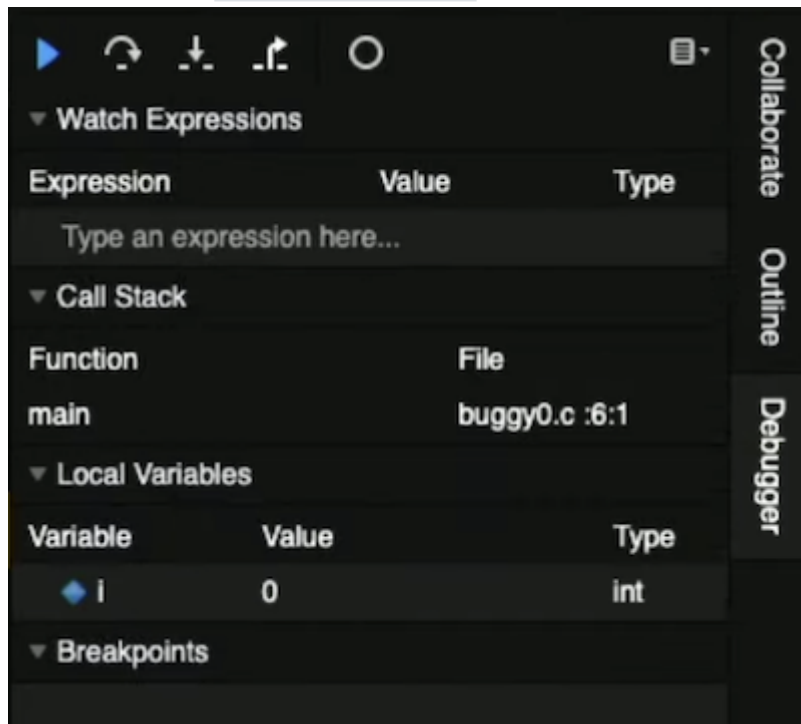 Watch Expressions
Expression Value Type
Type an expression here...
Call Stack
Function File
main buggy0.c :6:1
Local Variables
Variable Value Type
i 0 int
Breakpoints
Collaborate
Outline
Debugger